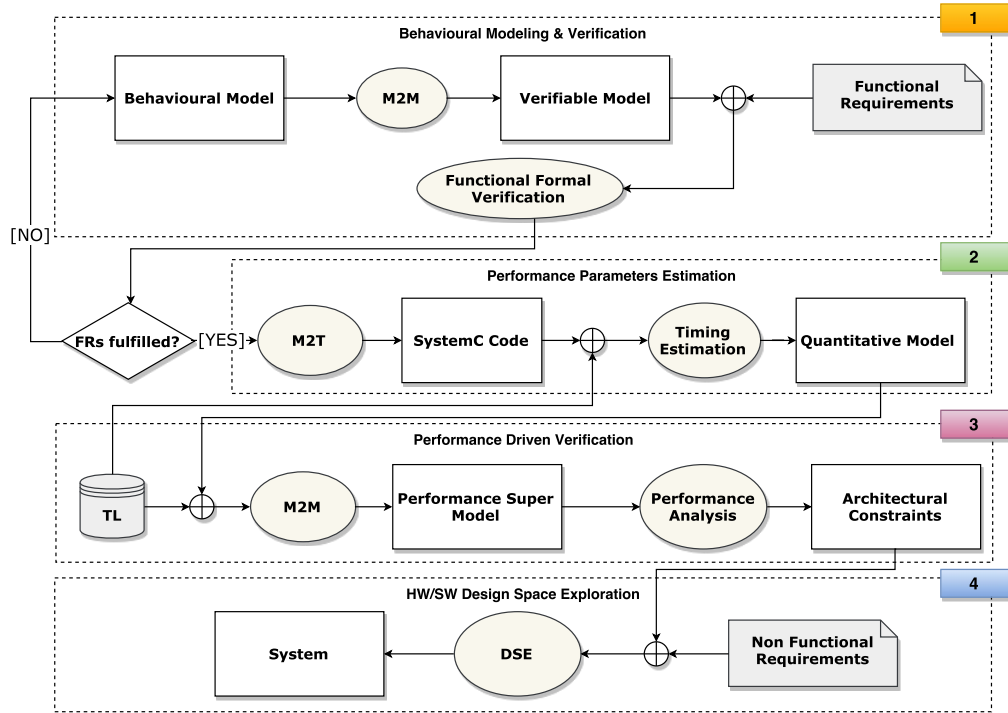 1
Behavioural Modeling & Verification
Behavioural Model
M2M
Verifiable Model
Functional
Requirements
Functional Formal
Verification
[NO]
2
Performance Parameters Estimation
FRs fulfilled?
[YES]
M2T
SystemC Code
Timing
Estimation
Quantitative Model
3
Performance Driven Verification
TL
M2M
Performance Super
Model
Performance
Analysis
Architectural
Constraints
4
HW/SW Design Space Exploration
System
DSE
Non Functional
Requirements